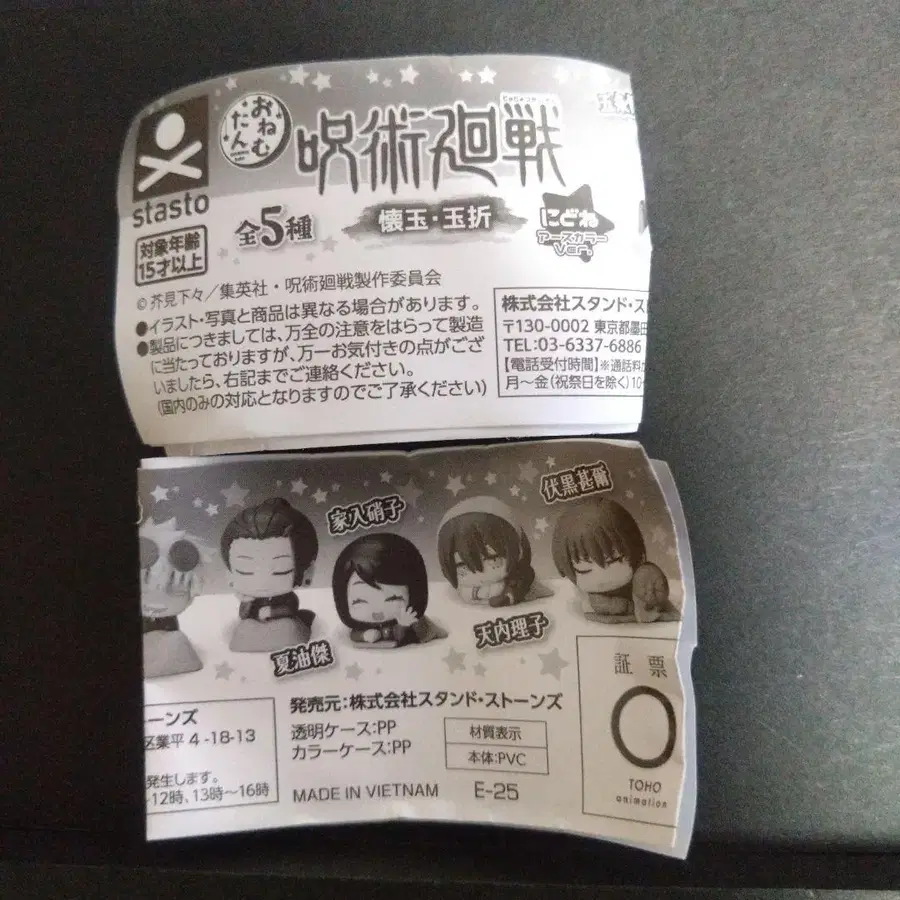 stasto
おねむたん
呪術廻戦
全5種
懐玉・玉折
にどね
アースカラー
Ver.
対象年齢
15才以上
©芥見下々／集英社・呪術廻戦製作委員会
●イラスト・写真と商品は異なる場合があります。
●製品につきましては、万全の注意をはらって製造
に当たっておりますが、万一お気付きの点がござ
いましたら、右記までご連絡ください。
(国内のみの対応となりますのでご了承ください)
株式会社スタンド・ス
〒130-0002 東京都墨田
TEL:03-6337-6886
【電話受付時間】※通話料
月～金(祝祭日を除く)10
家入硝子
伏黒甚爾
夏油傑
天内理子
ーンズ
区業平 4-18-13
発生します。
12時、13時～16時
発売元:株式会社スタンド・ストーンズ
透明ケース:PP
カラーケース:PP
材質表示
本体:PVC
MADE IN VIETNAM E-25
証票
TOHO
animation